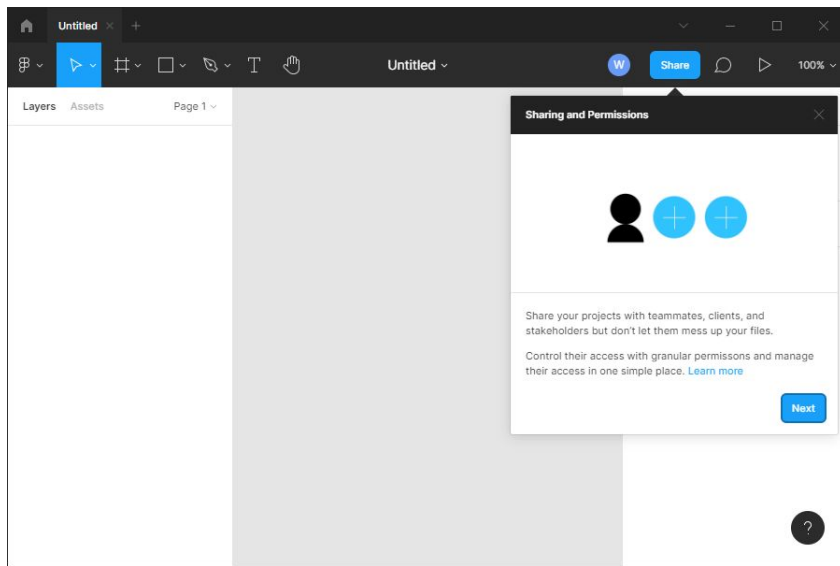 Untitled
Untitled
W
Share
100%
Layers Assets Page 1
Sharing and Permissions
Share your projects with teammates, clients, and
stakeholders but don't let them mess up your files.
Control their access with granular permissons and manage
their access in one simple place. Learn more
Next
?